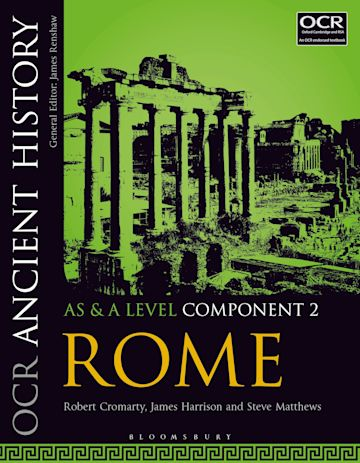 OCR ANCIENT HISTORY
General Editor: James Renshaw
OCR
Oxford Cambridge and RSA
An OCR endorsed textbook
AS & A LEVEL COMPONENT 2
ROME
Robert Cromarty, James Harrison and Steve Matthews
BLOOMSBURY